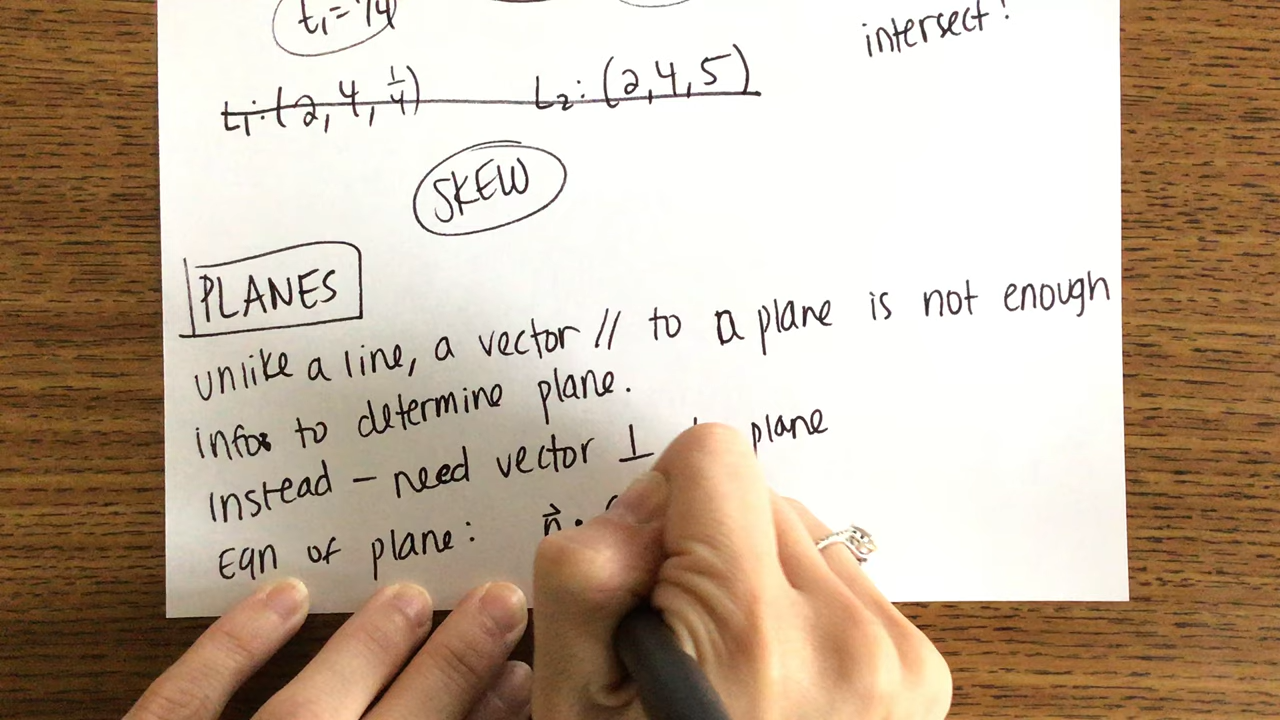 t₁ = 1/4
intersect!
L₁: (2, 4, 1/4) L₂: (2, 4, 5)
SKEW
PLANES
unlike a line, a vector // to a plane is not enough
info to determine plane.
Instead – need vector ⊥ plane
Eqn of plane: n⃗ · (